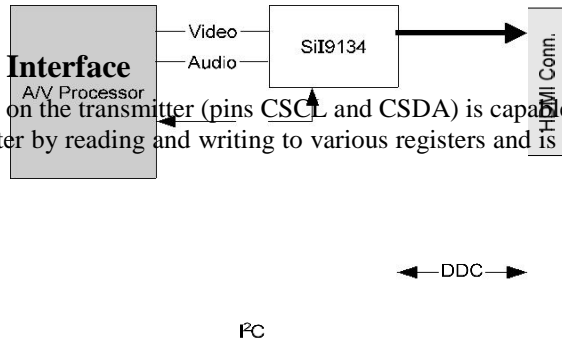 Video
SiI9134
Audio
HDMI Conn.
Interface
A/V Processor
on the transmitter (pins CSCL and CSDA) is capable
ter by reading and writing to various registers and is
DDC
I²C